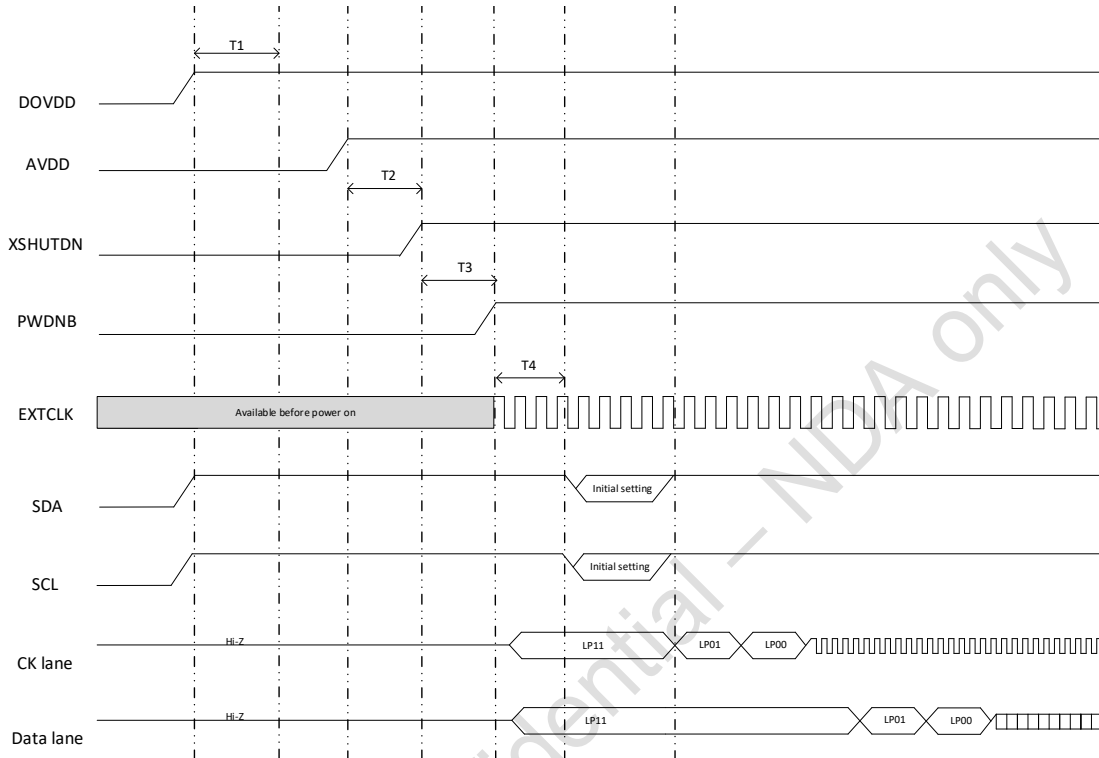 T1
DOVDD
AVDD
T2
XSHUTDN
T3
PWDNB
T4
EXTCLK
Available before power on
SDA
Initial setting
SCL
Initial setting
Hi-Z
CK lane
LP11
LP01
LP00
Hi-Z
Data lane
LP11
LP01
LP00
fidential – NDA only